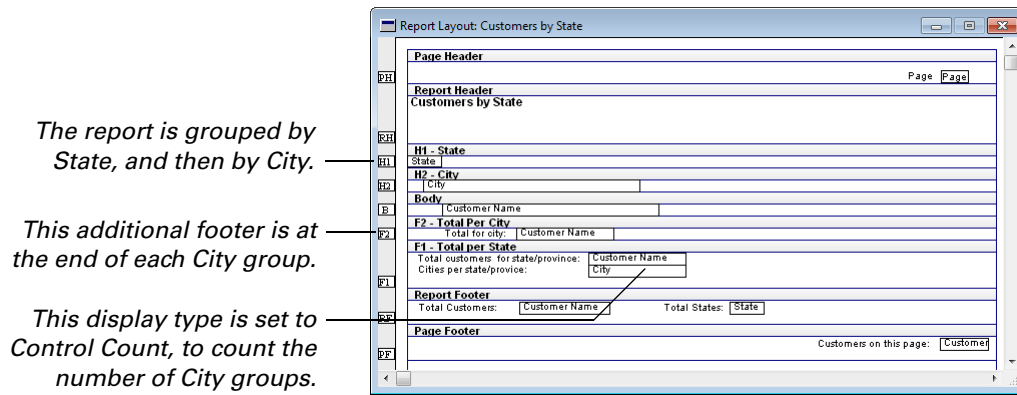 Report Layout: Customers by State
Page Header
PH
Page Page
Report Header
Customers by State
RH
The report is grouped by
State, and then by City.
H1 - State
H1
State
H2 - City
H2
City
Body
B
Customer Name
This additional footer is at
the end of each City group.
F2 - Total Per City
F2
Total for city: Customer Name
F1 - Total per State
Total customers for state/province: Customer Name
Cities per state/provice: City
F1
This display type is set to
Control Count, to count the
number of City groups.
Report Footer
Total Customers: Customer Name Total States: State
RF
Page Footer
Customers on this page: Customer
PF